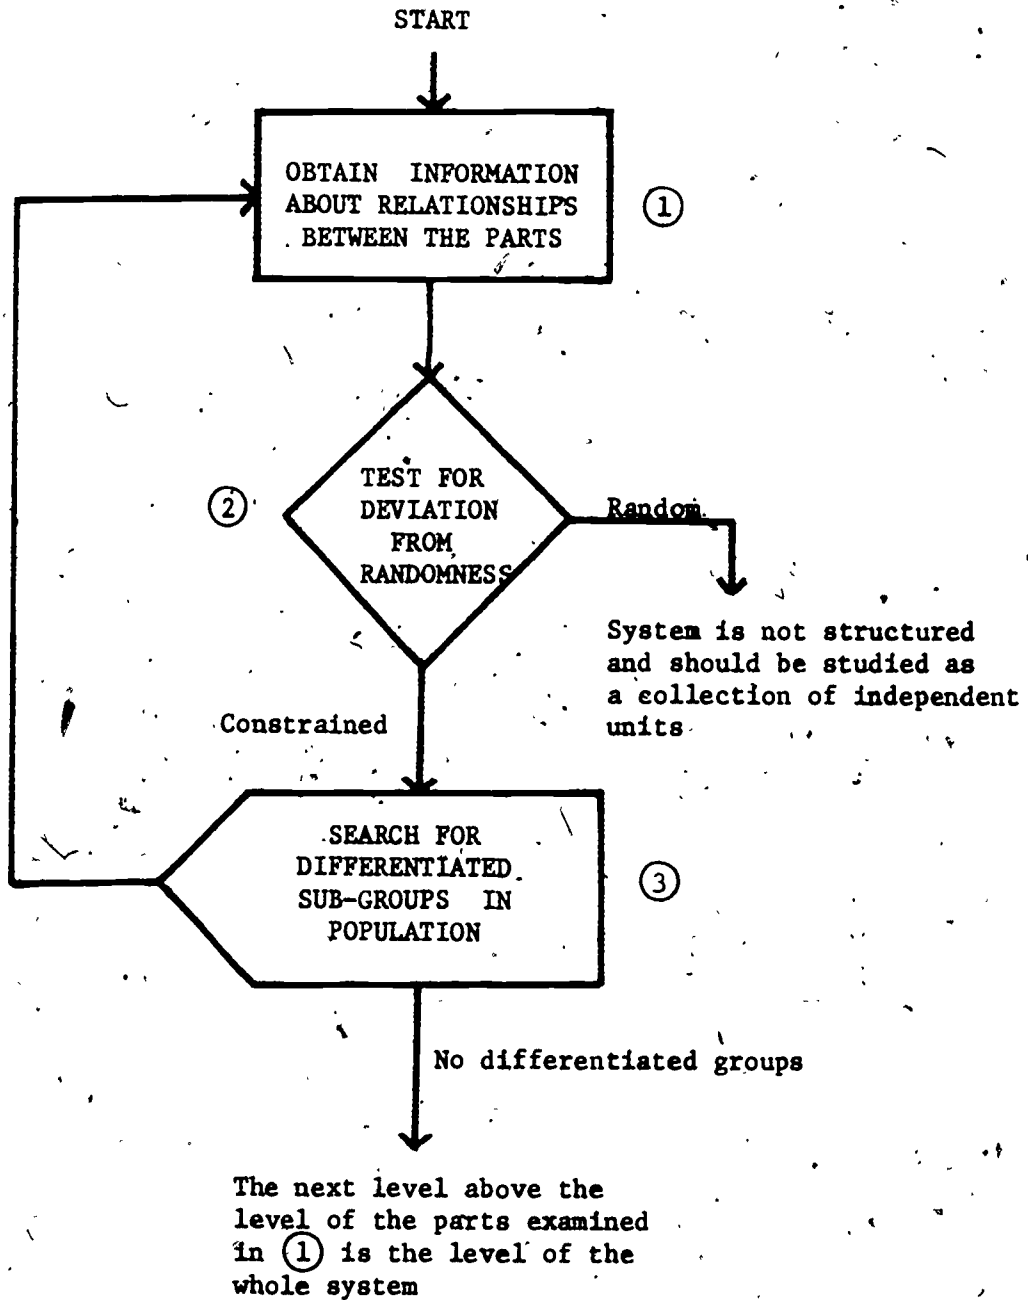 START
OBTAIN INFORMATION
ABOUT RELATIONSHIPS
BETWEEN THE PARTS
1
TEST FOR
DEVIATION
FROM
RANDOMNESS
2
Random
System is not structured
and should be studied as
a collection of independent
units
Constrained
SEARCH FOR
DIFFERENTIATED
SUB-GROUPS IN
POPULATION
3
No differentiated groups
The next level above the
level of the parts examined
in 1 is the level of the
whole system